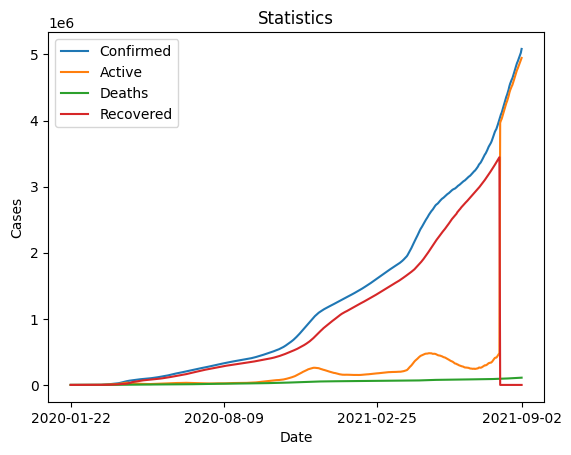 Statistics
1e6
Confirmed
Active
Deaths
Recovered
5
4
3
2
1
0
Cases
2020-01-22
2020-08-09
2021-02-25
2021-09-02
Date